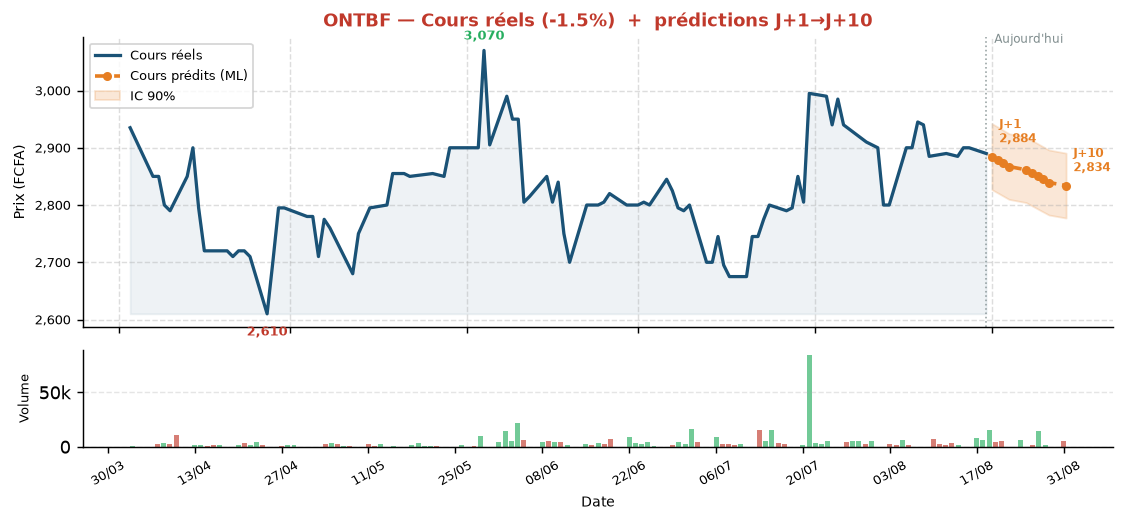 ONTBF — Cours réels (-1.5%) + prédictions J+1→J+10
3,070
Aujourd'hui
Cours réels
Cours prédits (ML)
IC 90%
J+1
2,884
J+10
2,834
Prix (FCFA)
3,000
2,900
2,800
2,700
2,600
2,610
Volume
50k
0
30/03 13/04 27/04 11/05 25/05 08/06 22/06 06/07 20/07 03/08 17/08 31/08
Date